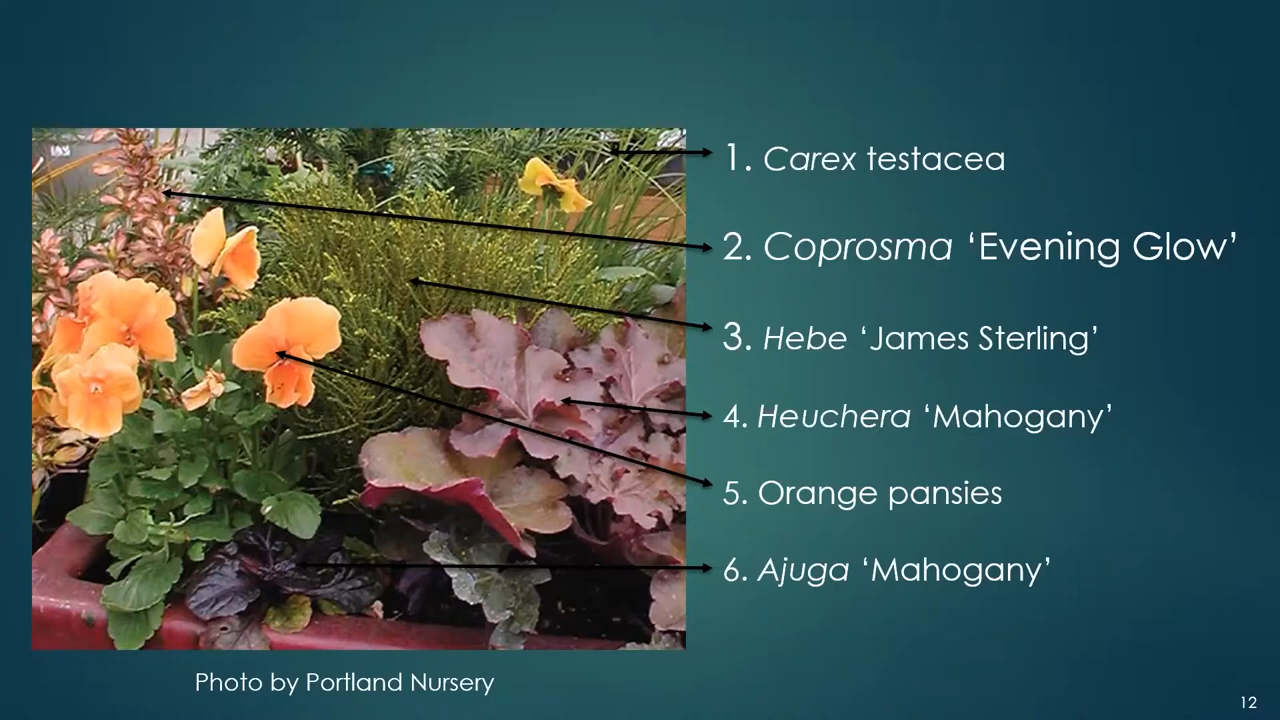 1. Carex testacea
2. Coprosma ‘Evening Glow’
3. Hebe ‘James Sterling’
4. Heuchera ‘Mahogany’
5. Orange pansies
6. Ajuga ‘Mahogany’
Photo by Portland Nursery
12